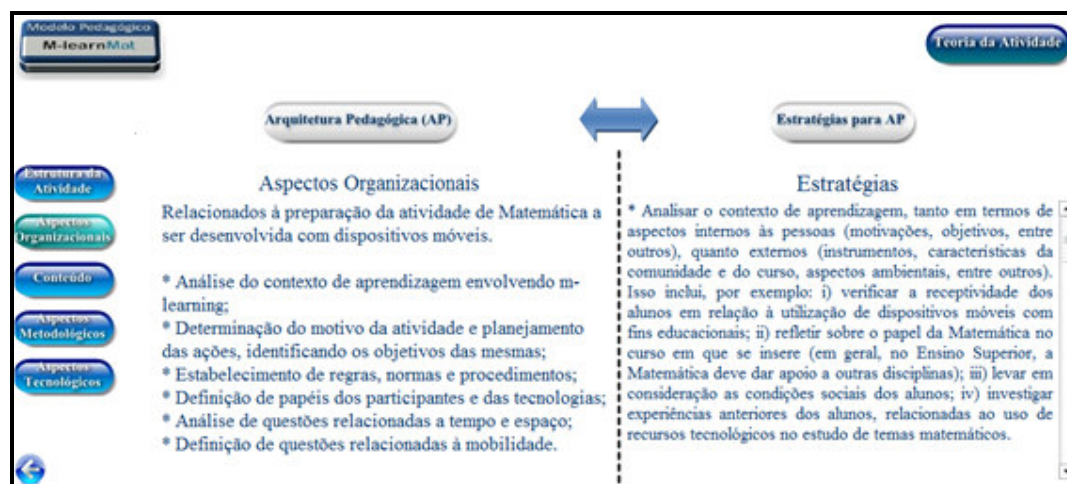 Modelo Pedagógico
M-learnMat
Teoria da Atividade
Arquitetura Pedagógica (AP)
Estratégias para AP
Estrutura da
Atividade
Aspectos
Organizacionais
Conteúdo
Aspectos
Metodológicos
Aspectos
Tecnológicos
Aspectos Organizacionais
Relacionados à preparação da atividade de Matemática a
ser desenvolvida com dispositivos móveis.
* Análise do contexto de aprendizagem envolvendo m-
learning;
* Determinação do motivo da atividade e planejamento
das ações, identificando os objetivos das mesmas;
* Estabelecimento de regras, normas e procedimentos;
* Definição de papéis dos participantes e das tecnologias;
* Análise de questões relacionadas a tempo e espaço;
* Definição de questões relacionadas à mobilidade.
Estratégias
* Analisar o contexto de aprendizagem, tanto em termos de
aspectos internos às pessoas (motivações, objetivos, entre
outros), quanto externos (instrumentos, características da
comunidade e do curso, aspectos ambientais, entre outros).
Isso inclui, por exemplo: i) verificar a receptividade dos
alunos em relação à utilização de dispositivos móveis com
fins educacionais; ii) refletir sobre o papel da Matemática no
curso em que se insere (em geral, no Ensino Superior, a
Matemática deve dar apoio a outras disciplinas); iii) levar em
consideração as condições sociais dos alunos; iv) investigar
experiências anteriores dos alunos, relacionadas ao uso de
recursos tecnológicos no estudo de temas matemáticos.